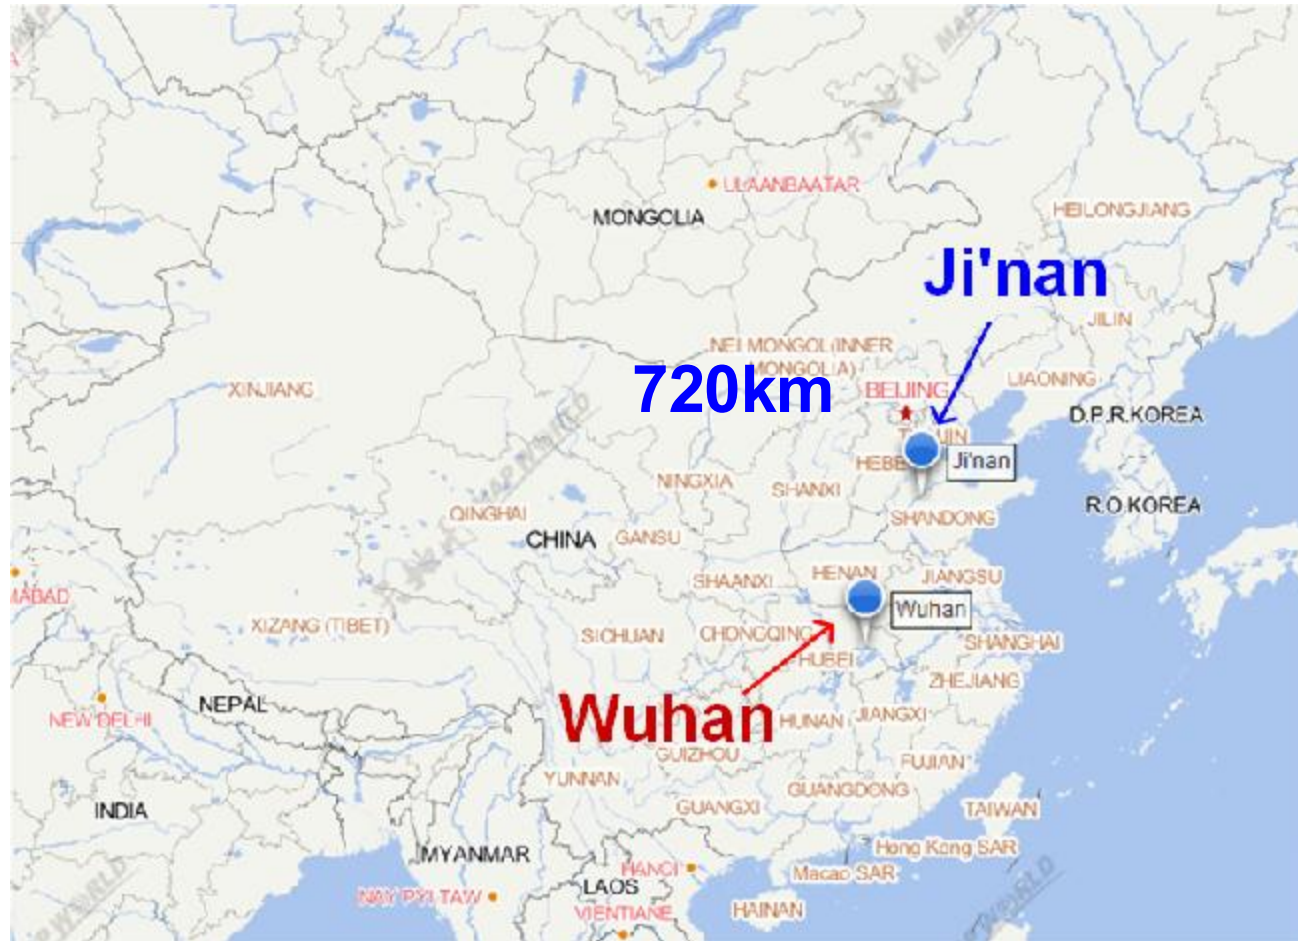 ULAANBAATAR
MONGOLIA
HEILONGJIANG
Ji'nan
JILIN
NEI MONGOL (INNER
MONGOLIA)
720km
XINJIANG
BEIJING
LIAONING
D.P.R.KOREA
Ji'nan
NINGXIA
SHANXI
QINGHAI
R.O.KOREA
SHANDONG
CHINA
GANSU
SHAANXI
HENAN
JIANGSU
MABAD
Wuhan
XIZANG (TIBET)
SICHUAN
CHONGQING
SHANGHAI
HUBEI
ZHEJIANG
NEPAL
NEW DELHI
Wuhan
HUNAN
JIANGXI
GUIZHOU
FUJIAN
YUNNAN
GUANGDONG
INDIA
GUANGXI
TAIWAN
Hong Kong SAR
MYANMAR
HANOI
Macao SAR
LAOS
NAY PYI TAW
VIENTIANE
HAINAN